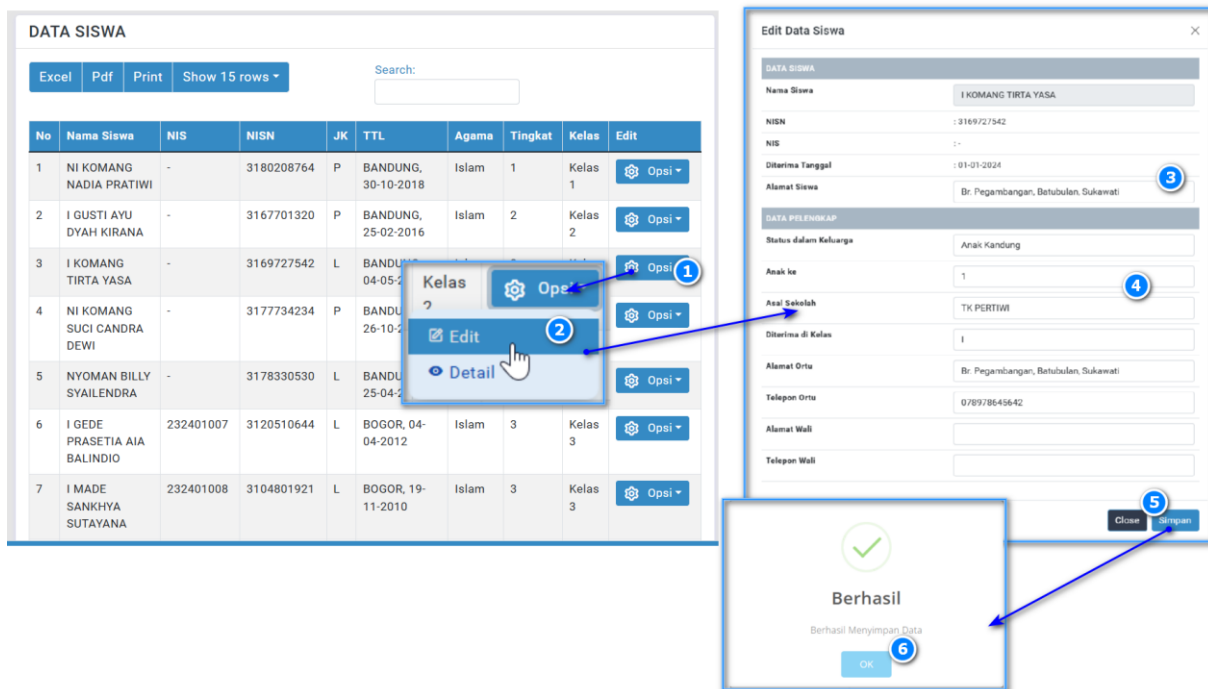 DATA SISWA
Excel Pdf Print Show 15 rows
Search:
No Nama Siswa NIS NISN JK TTL Agama Tingkat Kelas Edit
1 NI KOMANG - 3180208764 P BANDUNG, Islam 1 Kelas Opsi
NADIA PRATIWI 30-10-2018 1
2 I GUSTI AYU - 3167701320 P BANDUNG, Islam 2 Kelas Opsi
DYAH KIRANA 25-02-2016 2
3 I KOMANG - 3169727542 L Opsi
TIRTA YASA 04-05-2
4 NI KOMANG - 3177734234 P BANDU Opsi
SUCI CANDRA 26-10-2
DEWI
5 NYOMAN BILLY - 3178330530 L BANDU Opsi
SYAILENDRA 25-04-2
6 I GEDE 232401007 3120510644 L BOGOR, 04- Islam 3 Kelas Opsi
PRASETIA AIA 04-2012 3
BALINDIO
7 I MADE 232401008 3104801921 L BOGOR, 19- Islam 3 Kelas Opsi
SANKHYA 11-2010 3
SUTAYANA
1
Kelas Ops
2
Edit
Detail
Edit Data Siswa ×
DATA SISWA
Nama Siswa I KOMANG TIRTA YASA
NISN : 3169727542
NIS : -
Diterima Tanggal : 01-01-2024
3
Alamat Siswa Br. Pegambangan, Batubulan, Sukawati
DATA PELENGKAP
Status dalam Keluarga Anak Kandung
Anak ke 1
4
Asal Sekolah TK PERTIWI
Diterima di Kelas I
Alamat Ortu Br. Pegambangan, Batubulan, Sukawati
Telepon Ortu 078978645642
Alamat Wali
Telepon Wali
5
Close Simpan
Berhasil
Berhasil Menyimpan Data
6
OK